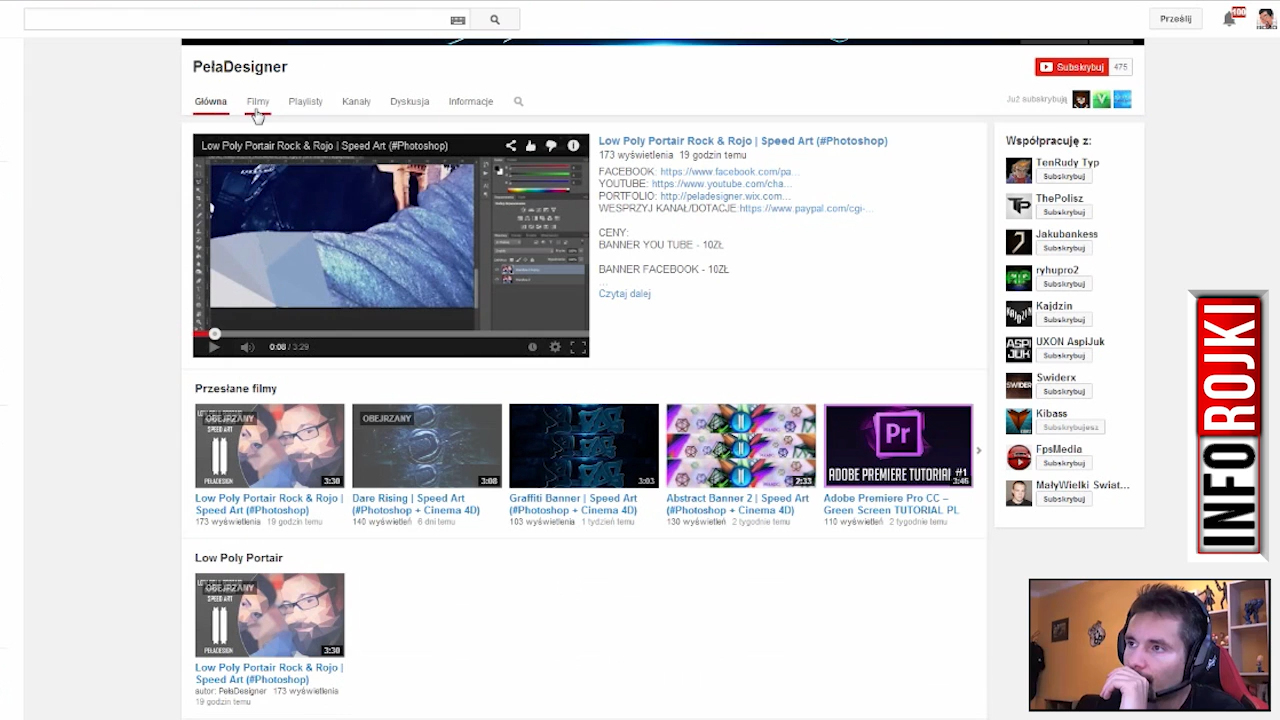 Prześlij
100
PełaDesigner
Subskrybuj 475
Główna Filmy Playlisty Kanały Dyskusja Informacje
Już subskrybują
Low Poly Portair Rock & Rojo | Speed Art (#Photoshop)
0:08 / 3:29
Low Poly Portair Rock & Rojo | Speed Art (#Photoshop)
173 wyświetlenia 19 godzin temu
FACEBOOK: https://www.facebook.com/pa...
YOUTUBE: https://www.youtube.com/cha...
PORTFOLIO: http://peladesigner.wix.com...
WESPRZYJ KANAŁ/DOTACJE:https://www.paypal.com/cgi-...
CENY:
BANNER YOU TUBE - 10ZŁ
BANNER FACEBOOK - 10ZŁ
...
Czytaj dalej
Współpracuję z:
TenRudy Typ
Subskrybuj
ThePolisz
Subskrybuj
Jakubankess
Subskrybuj
ryhupro2
Subskrybuj
Kajdzin
Subskrybuj
UXON AspiJuk
Subskrybuj
Swiderx
Subskrybuj
Kibass
Subskrybujesz
FpsMedia
Subskrybuj
MałyWielki Swiat...
Subskrybuj
Przesłane filmy
OBEJRZANY
SPEED ART
PEŁADESIGNER
3:30
OBEJRZANY
3:08
3:03
2:33
Pr
ADOBE PREMIERE TUTORIAL #1
3:45
Low Poly Portair Rock & Rojo |
Speed Art (#Photoshop)
173 wyświetlenia 19 godzin temu
Dare Rising | Speed Art
(#Photoshop + Cinema 4D)
140 wyświetleń 6 dni temu
Graffiti Banner | Speed Art
(#Photoshop + Cinema 4D)
103 wyświetlenia 1 tydzień temu
Abstract Banner 2 | Speed Art
(#Photoshop + Cinema 4D)
130 wyświetleń 2 tygodnie temu
Adobe Premiere Pro CC –
Green Screen TUTORIAL PL
110 wyświetleń 2 tygodnie temu
Low Poly Portair
OBEJRZANY
SPEED ART
PEŁADESIGNER
3:30
Low Poly Portair Rock & Rojo |
Speed Art (#Photoshop)
autor: PełaDesigner 173 wyświetlenia
19 godzin temu
INFO ROJKI